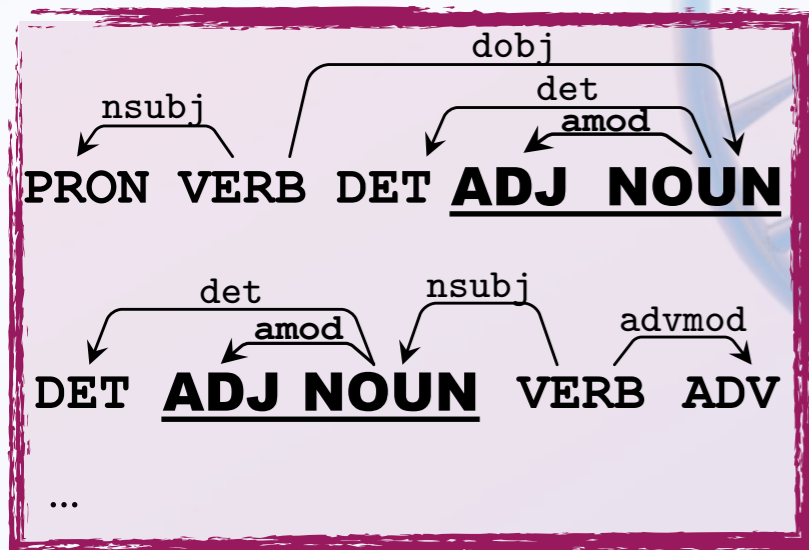 dobj
det
nsubj
amod
PRON VERB DET ADJ NOUN
det nsubj
amod advmod
DET ADJ NOUN VERB ADV
...